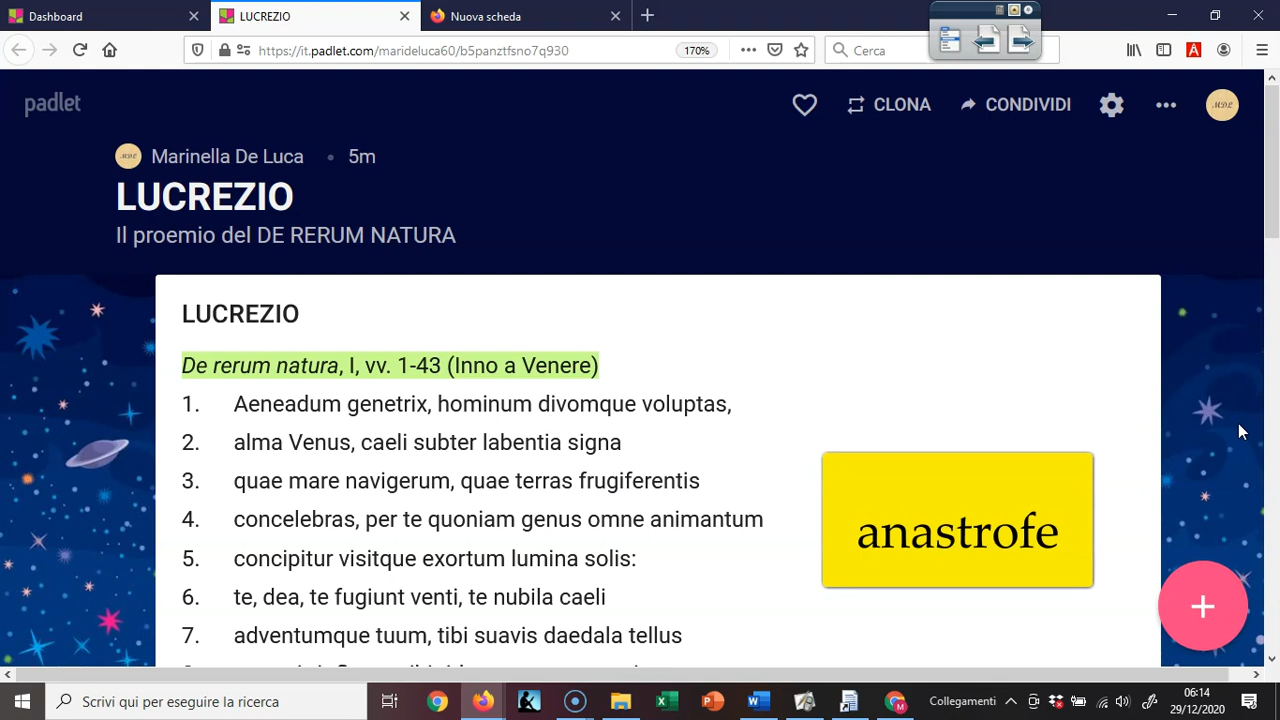 Dashboard
LUCREZIO
Nuova scheda
https://it.padlet.com/marideluca60/b5panztfsno7q930
170%
Cerca
padlet
CLONA
CONDIVIDI
MDL
MDL
Marinella De Luca • 5m
LUCREZIO
Il proemio del DE RERUM NATURA
LUCREZIO
De rerum natura, I, vv. 1-43 (Inno a Venere)
1. Aeneadum genetrix, hominum divomque voluptas,
2. alma Venus, caeli subter labentia signa
3. quae mare navigerum, quae terras frugiferentis
4. concelebras, per te quoniam genus omne animantum
5. concipitur visitque exortum lumina solis:
6. te, dea, te fugiunt venti, te nubila caeli
7. adventumque tuum, tibi suavis daedala tellus
anastrofe
Scrivi qui per eseguire la ricerca
Collegamenti
06:14
29/12/2020